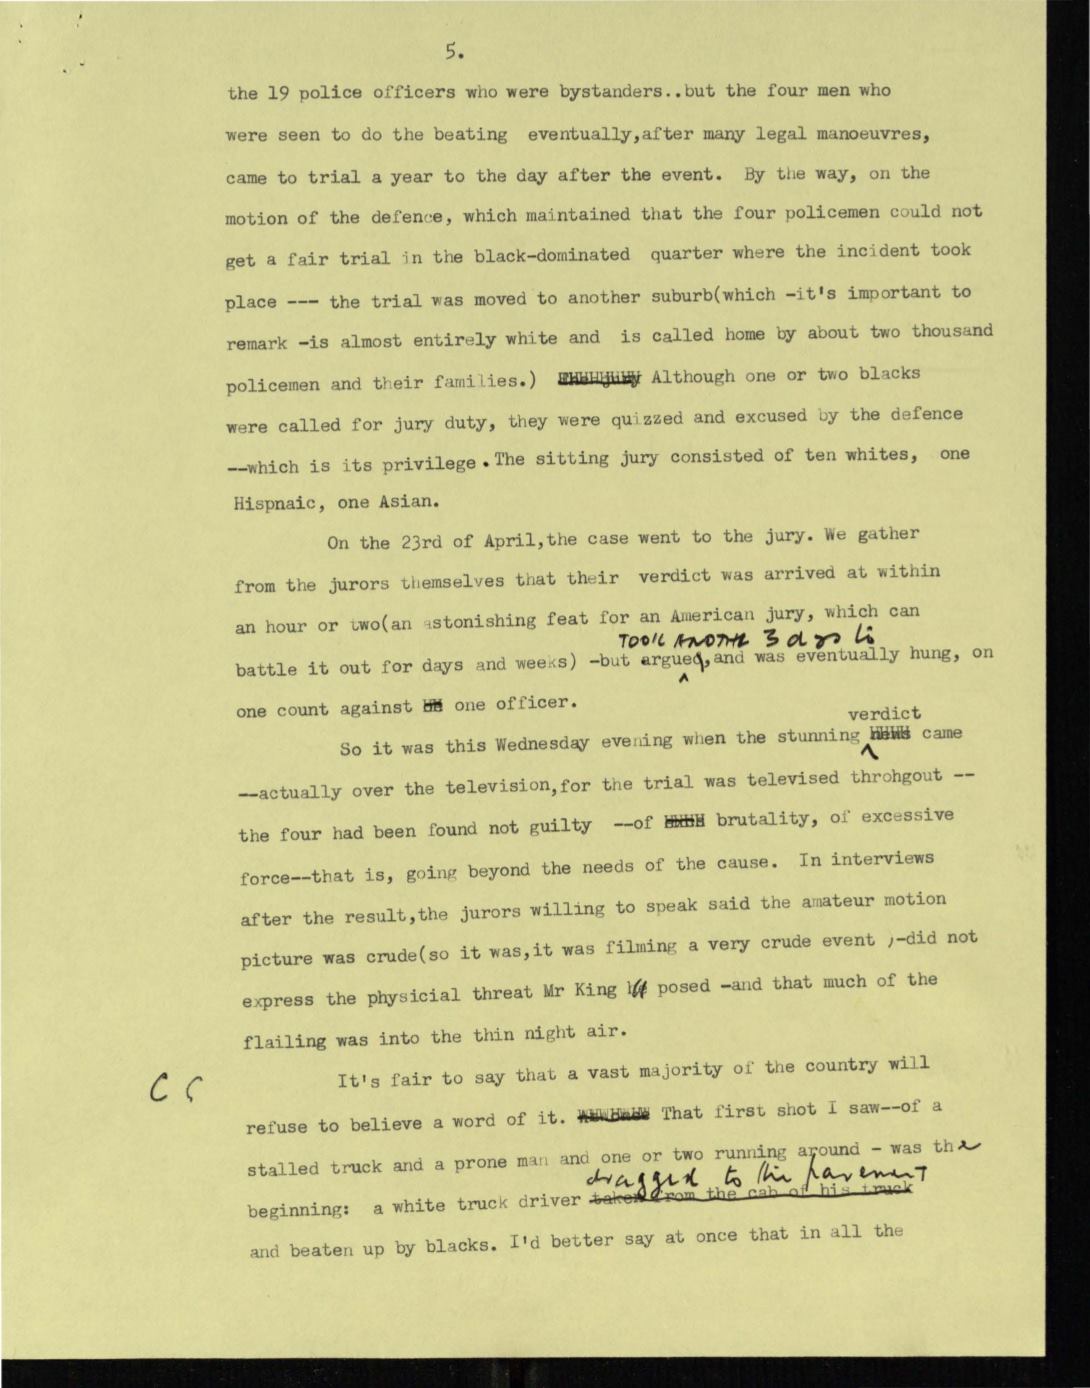 5.
the 19 police officers who were bystanders..but the four men who
were seen to do the beating eventually,after many legal manoeuvres,
came to trial a year to the day after the event. By the way, on the
motion of the defence, which maintained that the four policemen could not
get a fair trial in the black-dominated quarter where the incident took
place --- the trial was moved to another suburb(which -it's important to
remark -is almost entirely white and is called home by about two thousand
policemen and their families.) Although one or two blacks
were called for jury duty, they were quizzed and excused by the defence
--which is its privilege.The sitting jury consisted of ten whites, one
Hispnaic, one Asian.
On the 23rd of April,the case went to the jury. We gather
from the jurors themselves that their verdict was arrived at within
an hour or two(an astonishing feat for an American jury, which can
TOOK ANOTHE 3 days to
battle it out for days and weeks) -but argued,and was eventually hung, on
one count against one officer.
verdict
So it was this Wednesday evening when the stunning news came
--actually over the television,for the trial was televised throhgout --
the four had been found not guilty --of brutality, of excessive
force--that is, going beyond the needs of the cause. In interviews
after the result,the jurors willing to speak said the amateur motion
picture was crude(so it was,it was filming a very crude event )-did not
express the physicial threat Mr King posed -and that much of the
flailing was into the thin night air.
It's fair to say that a vast majority of the country will
refuse to believe a word of it. That first shot I saw--of a
stalled truck and a prone man and one or two running around - was the
dragged to the pavement
beginning: a white truck driver taken from the cab of his truck
and beaten up by blacks. I'd better say at once that in all the